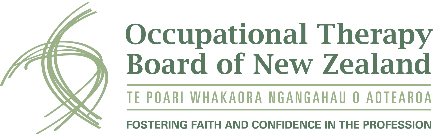 Occupational Therapy
Board of New Zealand
TE POARI WHAKAORA NGANGAHAU O AOTEAROA
FOSTERING FAITH AND CONFIDENCE IN THE PROFESSION